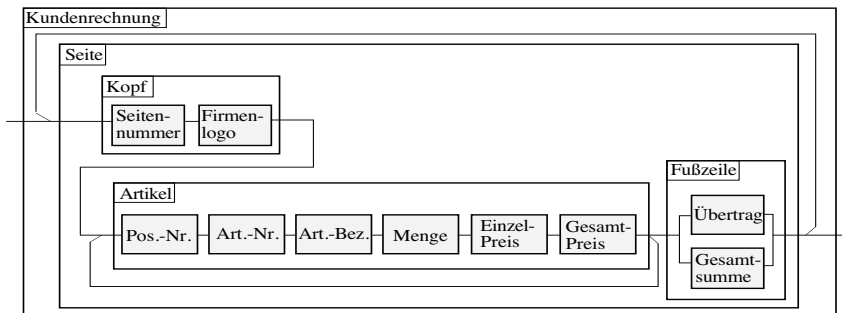 Kundenrechnung
Seite
Kopf
Seiten-
nummer
Firmen-
logo
Fußzeile
Artikel
Übertrag
Pos.-Nr.
Art.-Nr.
Art.-Bez.
Menge
Einzel-
Preis
Gesamt-
Preis
Gesamt-
summe